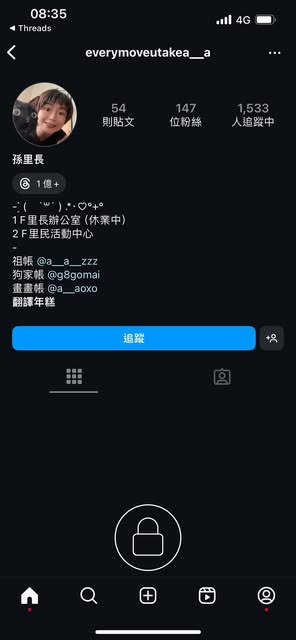 08:35
4G
Threads
everymoveutakea__a
54
則貼文
147
位粉絲
1,533
人追蹤中
孫里長
1 億+
1 F 里長辦公室 (休業中)
2 F 里民活動中心
-
祖帳 @a__a__zzz
狗家帳 @g8gomai
畫畫帳 @a__aoxo
翻譯年糕
追蹤